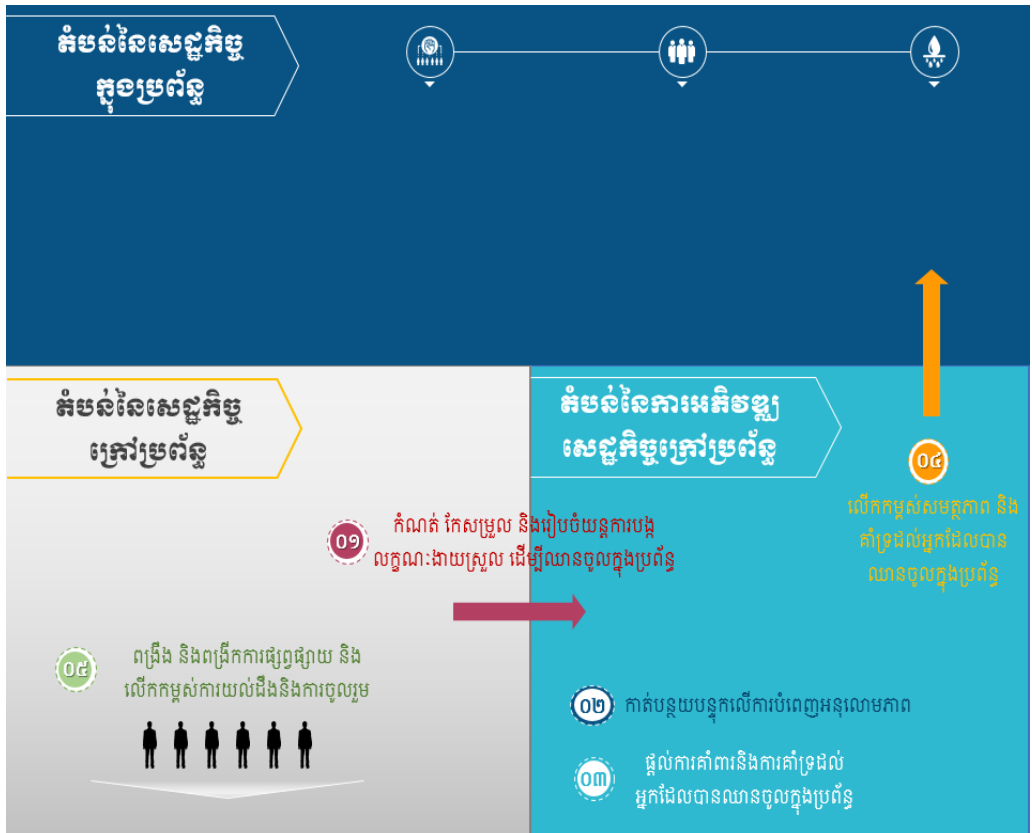 តំបន់នៃសេដ្ឋកិច្ច
ក្នុងប្រព័ន្ធ
តំបន់នៃសេដ្ឋកិច្ច
ក្រៅប្រព័ន្ធ
តំបន់នៃការអភិវឌ្ឍ
សេដ្ឋកិច្ចក្រៅប្រព័ន្ធ
០១
កំណត់ កែសម្រួល និងរៀបចំយន្តការបង្ក
លក្ខណៈងាយស្រួល ដើម្បីឈានចូលក្នុងប្រព័ន្ធ
០៤
លើកកម្ពស់សមត្ថភាព និង
គាំទ្រដល់អ្នកដែលបាន
ឈានចូលក្នុងប្រព័ន្ធ
០៥
ពង្រឹង និងពង្រីកការផ្សព្វផ្សាយ និង
លើកកម្ពស់ការយល់ដឹងនិងការចូលរួម
០២
កាត់បន្ថយបន្ទុកលើការបំពេញអនុលោមភាព
០៣
ផ្តល់ការគាំពារនិងការគាំទ្រដល់
អ្នកដែលបានឈានចូលក្នុងប្រព័ន្ធ